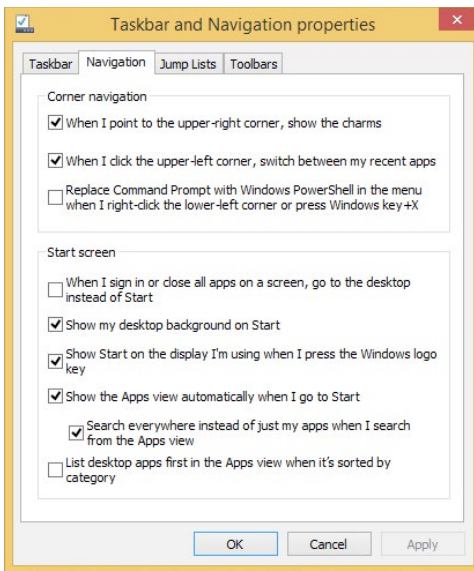 Taskbar and Navigation properties
Taskbar Navigation Jump Lists Toolbars
Corner navigation
When I point to the upper-right corner, show the charms
When I click the upper-left corner, switch between my recent apps
Replace Command Prompt with Windows PowerShell in the menu
when I right-click the lower-left corner or press Windows key+X
Start screen
When I sign in or close all apps on a screen, go to the desktop
instead of Start
Show my desktop background on Start
Show Start on the display I'm using when I press the Windows logo
key
Show the Apps view automatically when I go to Start
Search everywhere instead of just my apps when I search
from the Apps view
List desktop apps first in the Apps view when it's sorted by
category
OK Cancel Apply